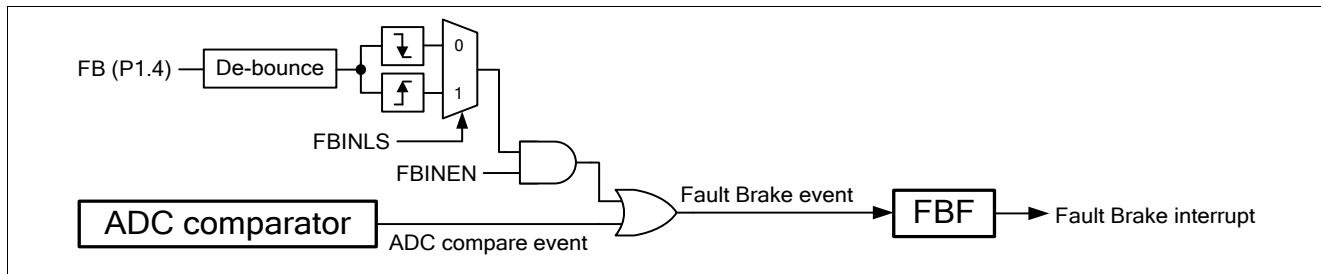 0
FB (P1.4)
De-bounce
1
FBINLS
FBINEN
Fault Brake event
ADC comparator
FBF
Fault Brake interrupt
ADC compare event